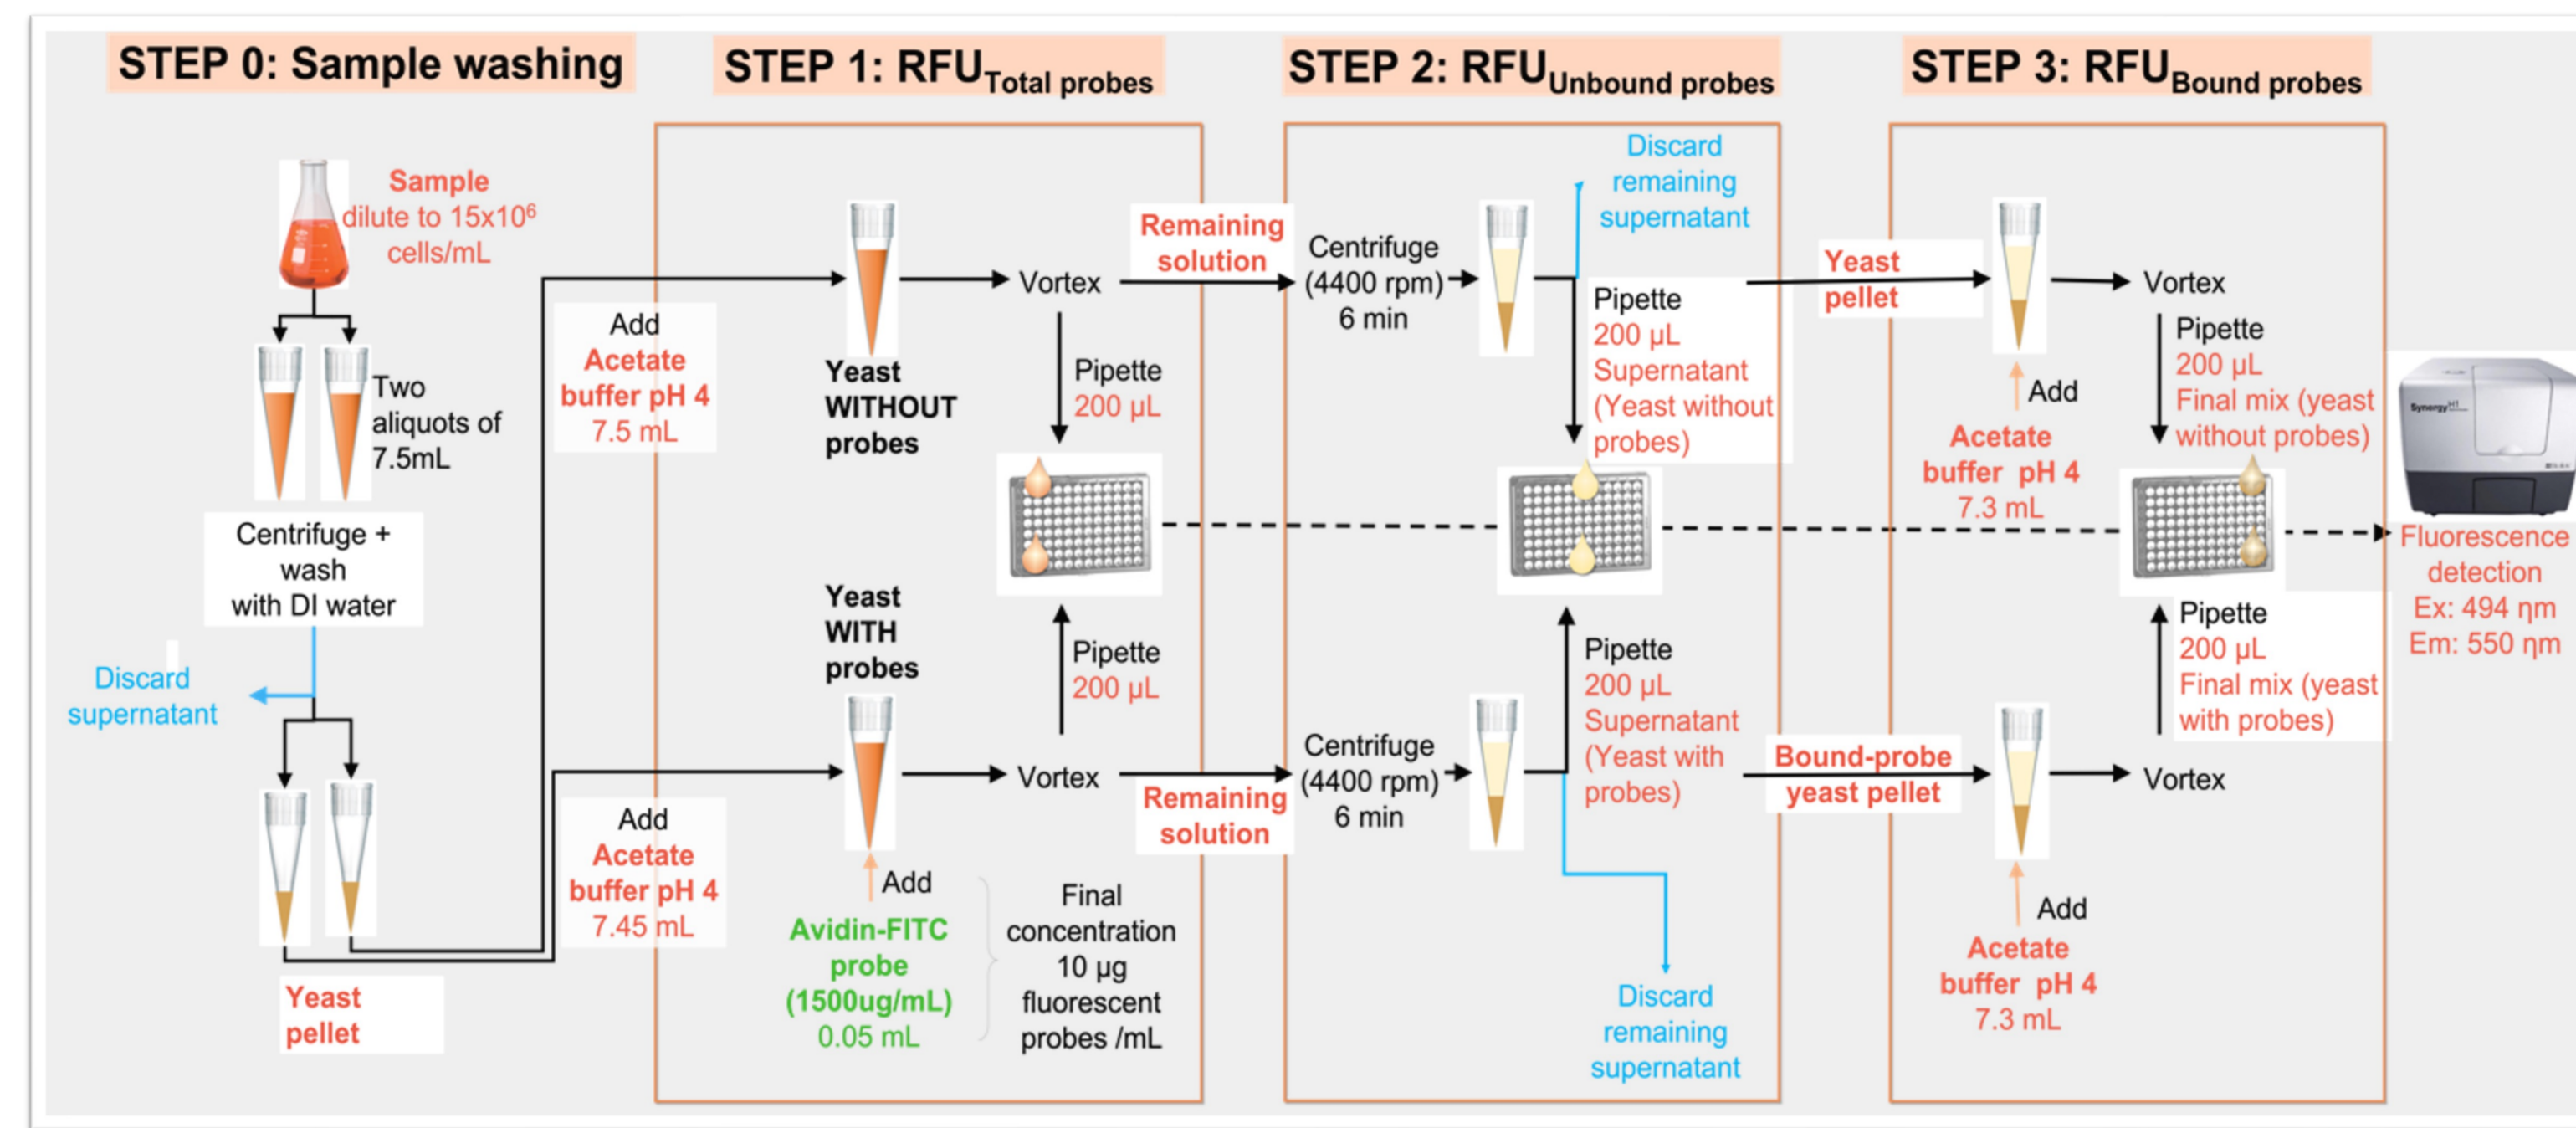 STEP 0: Sample washing
Sample
dilute to 15x10⁶
cells/mL
Two
aliquots of
7.5mL
Centrifuge +
wash
with DI water
Discard
supernatant
Yeast
pellet
Add
Acetate
buffer pH 4
7.5 mL
Add
Acetate
buffer pH 4
7.45 mL
STEP 1: RFU Total probes
Yeast
WITHOUT
probes
Vortex
Pipette
200 µL
Yeast
WITH
probes
Pipette
200 µL
Vortex
Add
Avidin-FITC
probe
(1500ug/mL)
0.05 mL
Final
concentration
10 µg
fluorescent
probes /mL
Remaining
solution
Remaining
solution
STEP 2: RFU Unbound probes
Centrifuge
(4400 rpm)
6 min
Discard
remaining
supernatant
Pipette
200 µL
Supernatant
(Yeast without
probes)
Centrifuge
(4400 rpm)
6 min
Pipette
200 µL
Supernatant
(Yeast with
probes)
Discard
remaining
supernatant
Yeast
pellet
Bound-probe
yeast pellet
STEP 3: RFU Bound probes
Vortex
Add
Acetate
buffer pH 4
7.3 mL
Pipette
200 µL
Final mix (yeast
without probes)
Pipette
200 µL
Final mix (yeast
with probes)
Vortex
Add
Acetate
buffer pH 4
7.3 mL
Synergy H1
Fluorescence
detection
Ex: 494 ηm
Em: 550 ηm